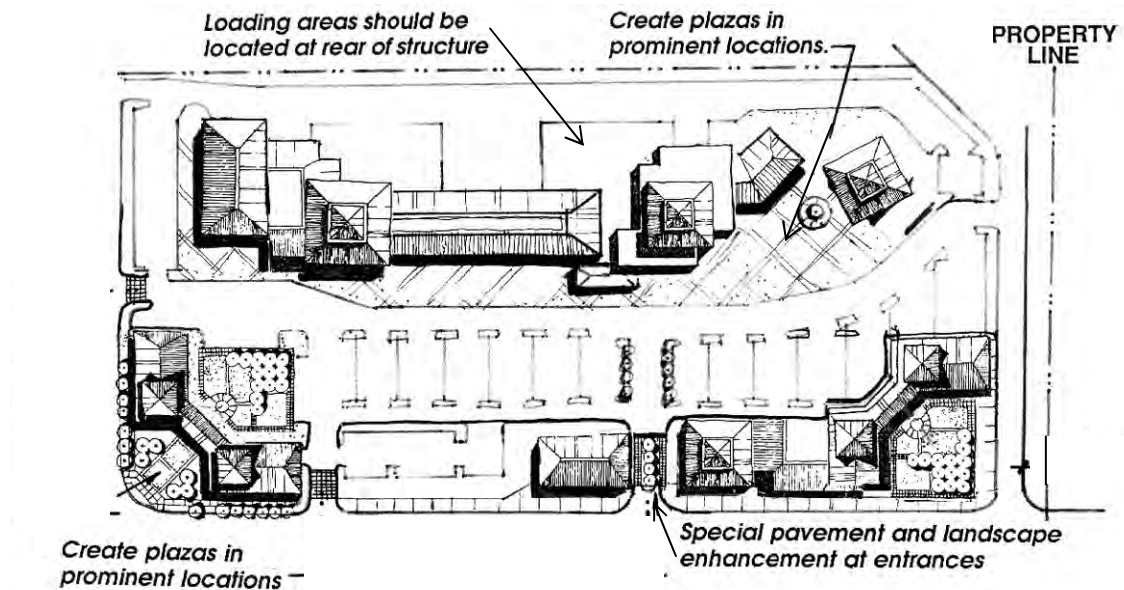 Loading areas should be
located at rear of structure
Create plazas in
prominent locations.
PROPERTY
LINE
Create plazas in
prominent locations
Special pavement and landscape
enhancement at entrances